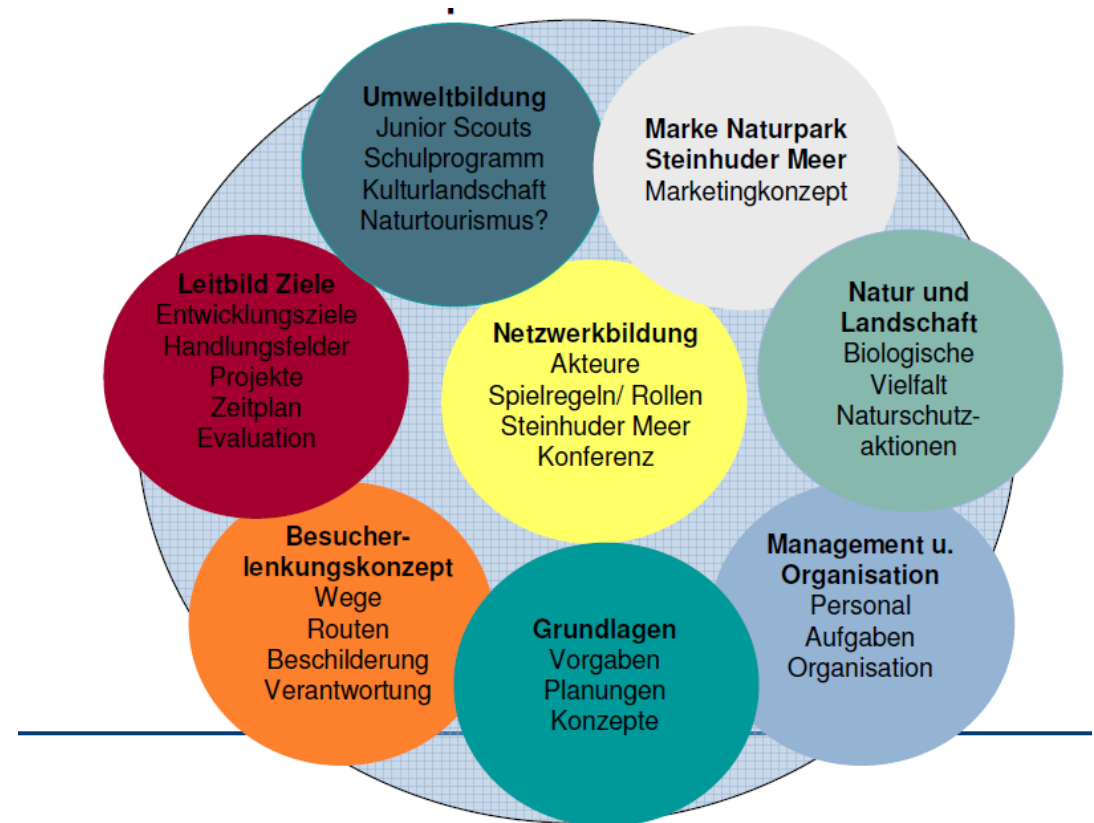 Umweltbildung
Junior Scouts
Schulprogramm
Kulturlandschaft
Naturtourismus?
Marke Naturpark
Steinhuder Meer
Marketingkonzept
Leitbild Ziele
Entwicklungsziele
Handlungsfelder
Projekte
Zeitplan
Evaluation
Netzwerkbildung
Akteure
Spielregeln/ Rollen
Steinhuder Meer
Konferenz
Natur und
Landschaft
Biologische
Vielfalt
Naturschutz-
aktionen
Besucher-
lenkungskonzept
Wege
Routen
Beschilderung
Verantwortung
Grundlagen
Vorgaben
Planungen
Konzepte
Management u.
Organisation
Personal
Aufgaben
Organisation